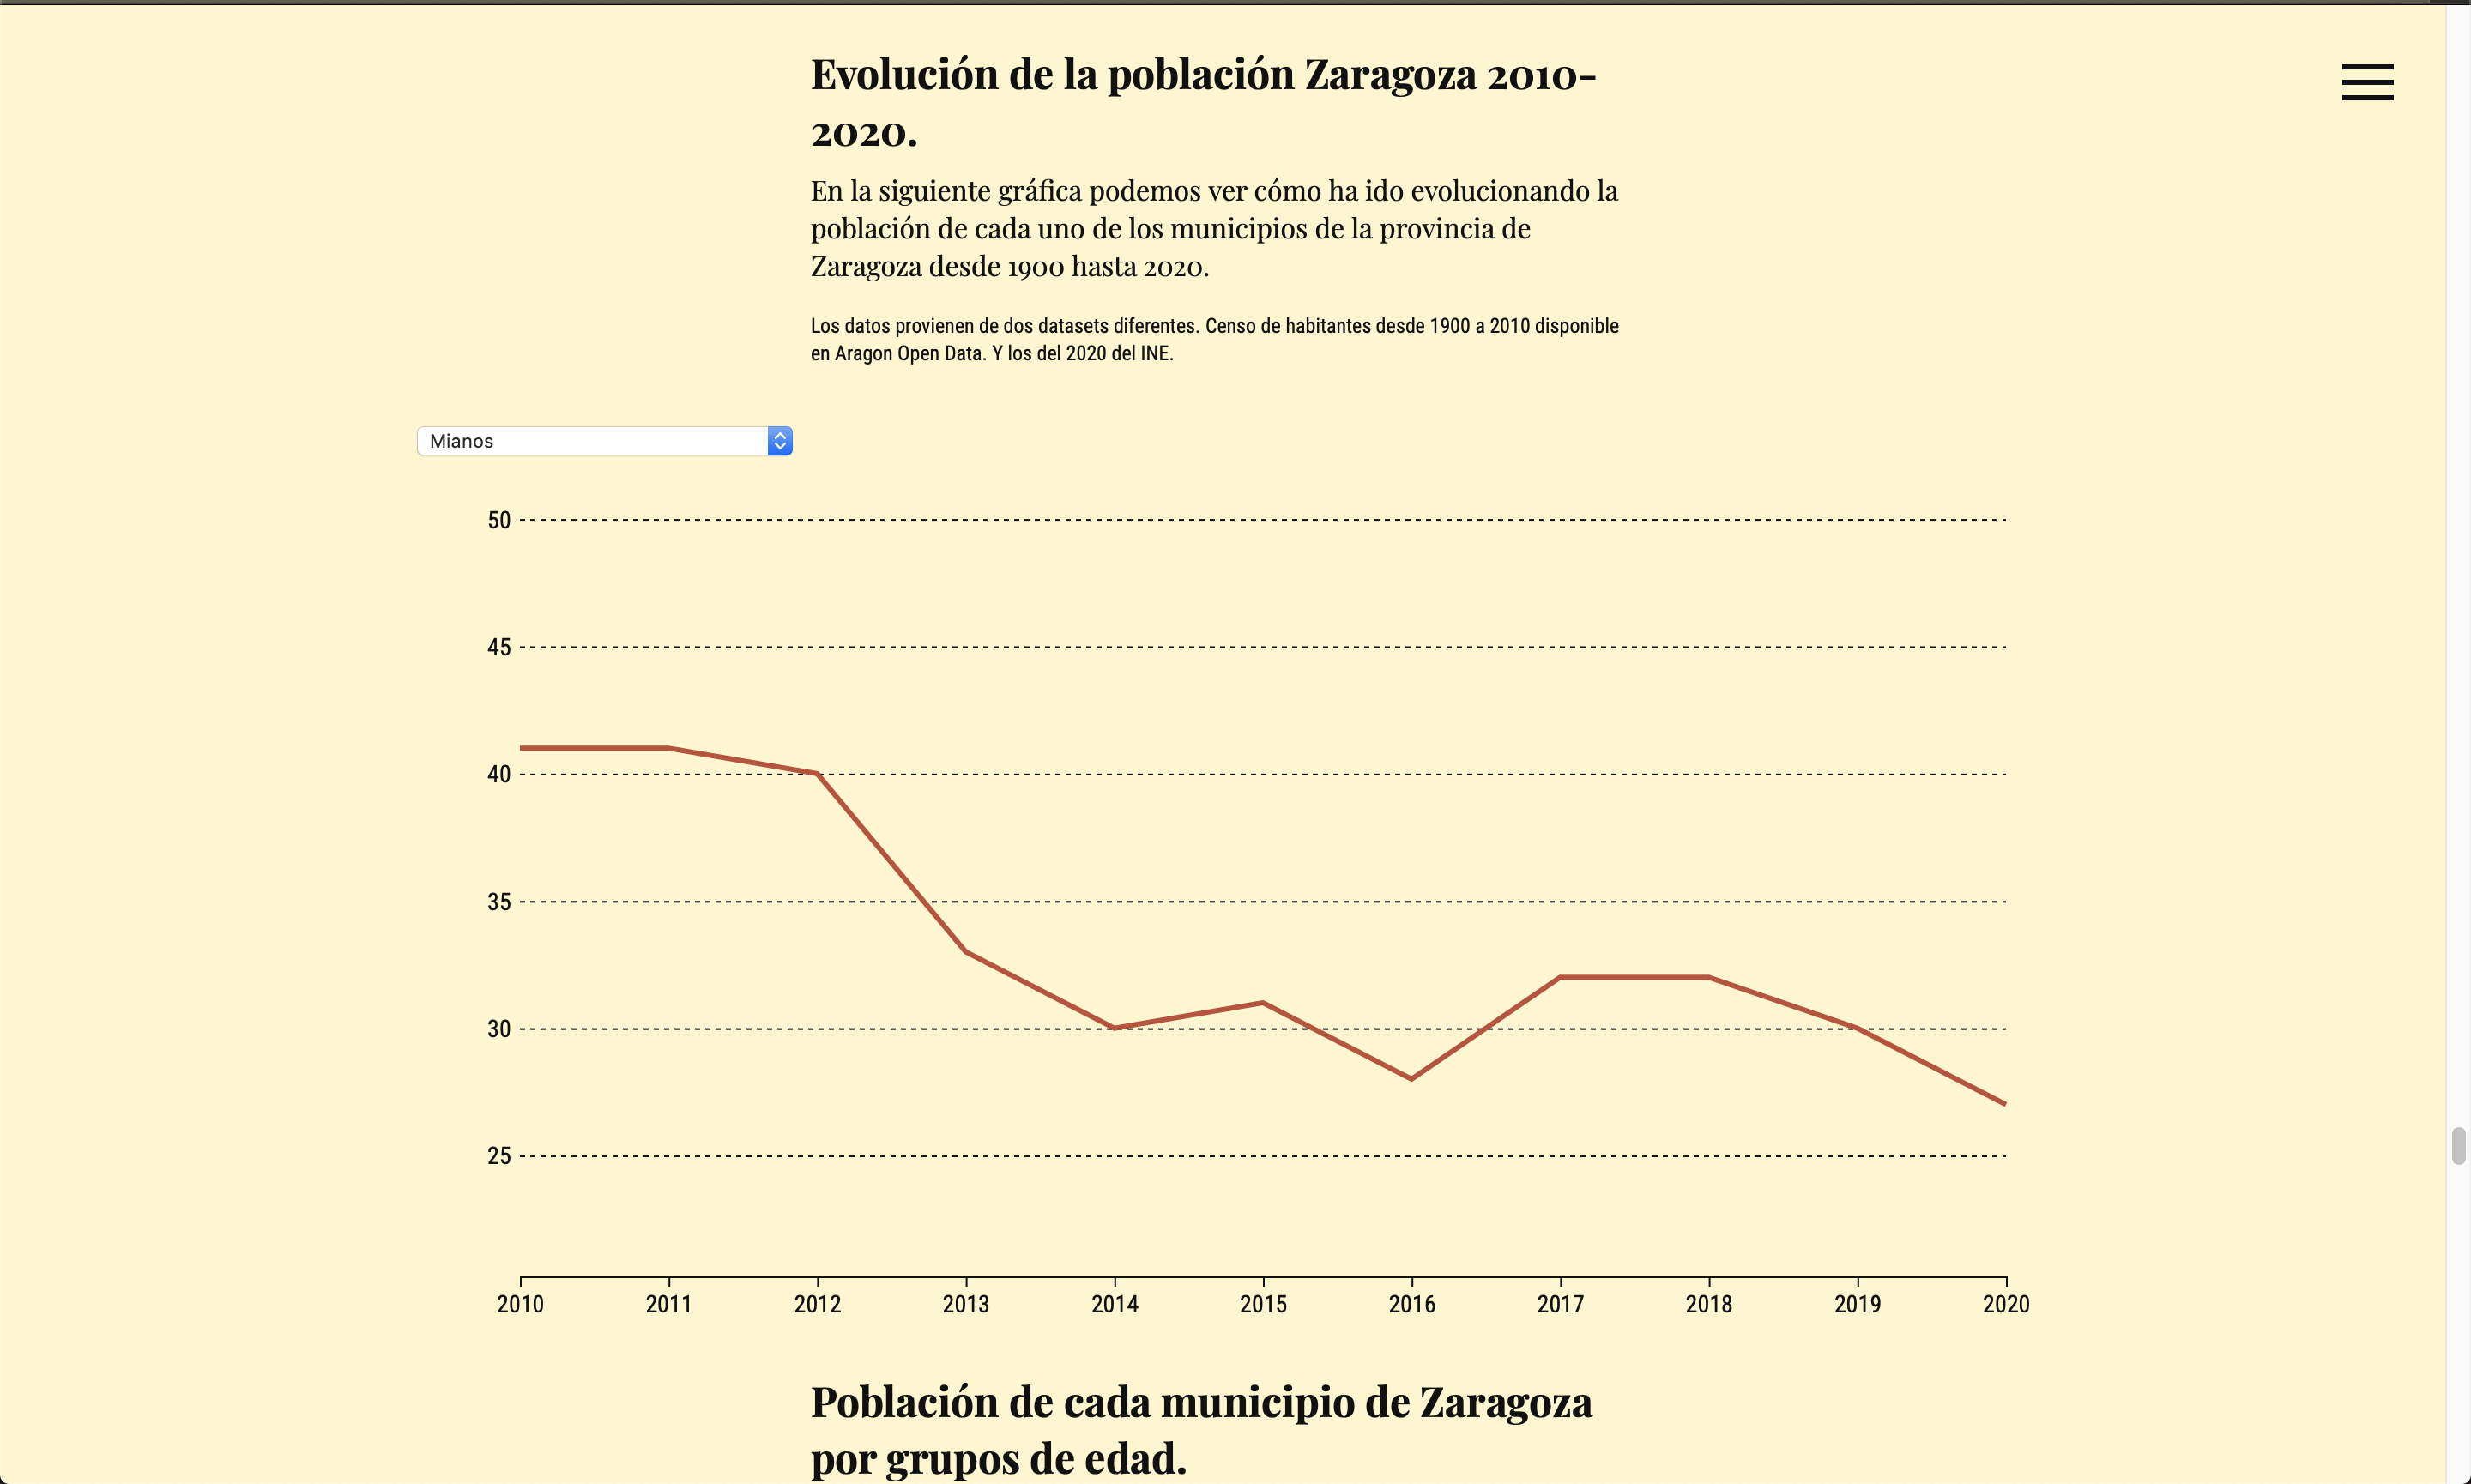 Evolución de la población Zaragoza 2010-
2020.
En la siguiente gráfica podemos ver cómo ha ido evolucionando la
población de cada uno de los municipios de la provincia de
Zaragoza desde 1900 hasta 2020.
Los datos provienen de dos datasets diferentes. Censo de habitantes desde 1900 a 2010 disponible
en Aragon Open Data. Y los del 2020 del INE.
Mianos
50
45
40
35
30
25
2010 2011 2012 2013 2014 2015 2016 2017 2018 2019 2020
Población de cada municipio de Zaragoza
por grupos de edad.